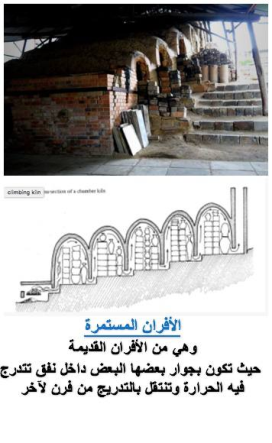 climbing kiln
section of a chamber kiln
الأفران المستمرة
وهي من الأفران القديمة
حيث تكون بجوار بعضها البعض داخل نفق تتدرج
فيه الحرارة وتنتقل بالتدريج من فرن لآخر